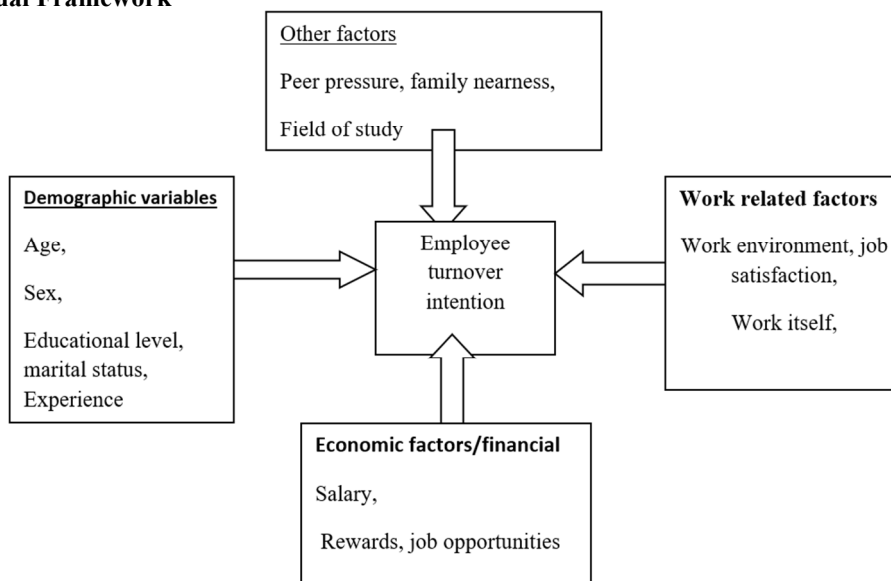 Framework
Other factors
Peer pressure, family nearness,
Field of study
Demographic variables
Age,
Sex,
Educational level,
marital status,
Experience
Employee
turnover
intention
Work related factors
Work environment, job
satisfaction,
Work itself,
Economic factors/financial
Salary,
Rewards, job opportunities